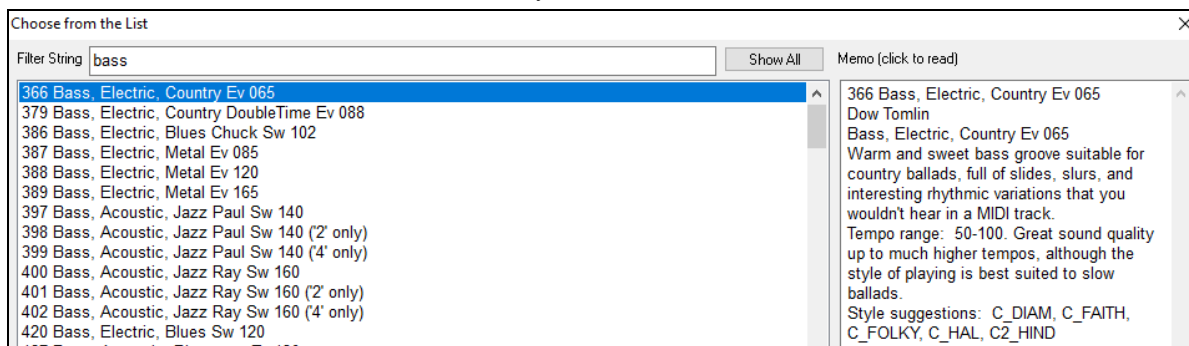 Choose from the List
Filter String bass Show All Memo (click to read)
366 Bass, Electric, Country Ev 065
379 Bass, Electric, Country DoubleTime Ev 088
386 Bass, Electric, Blues Chuck Sw 102
387 Bass, Electric, Metal Ev 085
388 Bass, Electric, Metal Ev 120
389 Bass, Electric, Metal Ev 165
397 Bass, Acoustic, Jazz Paul Sw 140
398 Bass, Acoustic, Jazz Paul Sw 140 ('2' only)
399 Bass, Acoustic, Jazz Paul Sw 140 ('4' only)
400 Bass, Acoustic, Jazz Ray Sw 160
401 Bass, Acoustic, Jazz Ray Sw 160 ('2' only)
402 Bass, Acoustic, Jazz Ray Sw 160 ('4' only)
420 Bass, Electric, Blues Sw 120
366 Bass, Electric, Country Ev 065
Dow Tomlin
Bass, Electric, Country Ev 065
Warm and sweet bass groove suitable for
country ballads, full of slides, slurs, and
interesting rhythmic variations that you
wouldn't hear in a MIDI track.
Tempo range: 50-100. Great sound quality
up to much higher tempos, although the
style of playing is best suited to slow
ballads.
Style suggestions: C_DIAM, C_FAITH,
C_FOLKY, C_HAL, C2_HIND